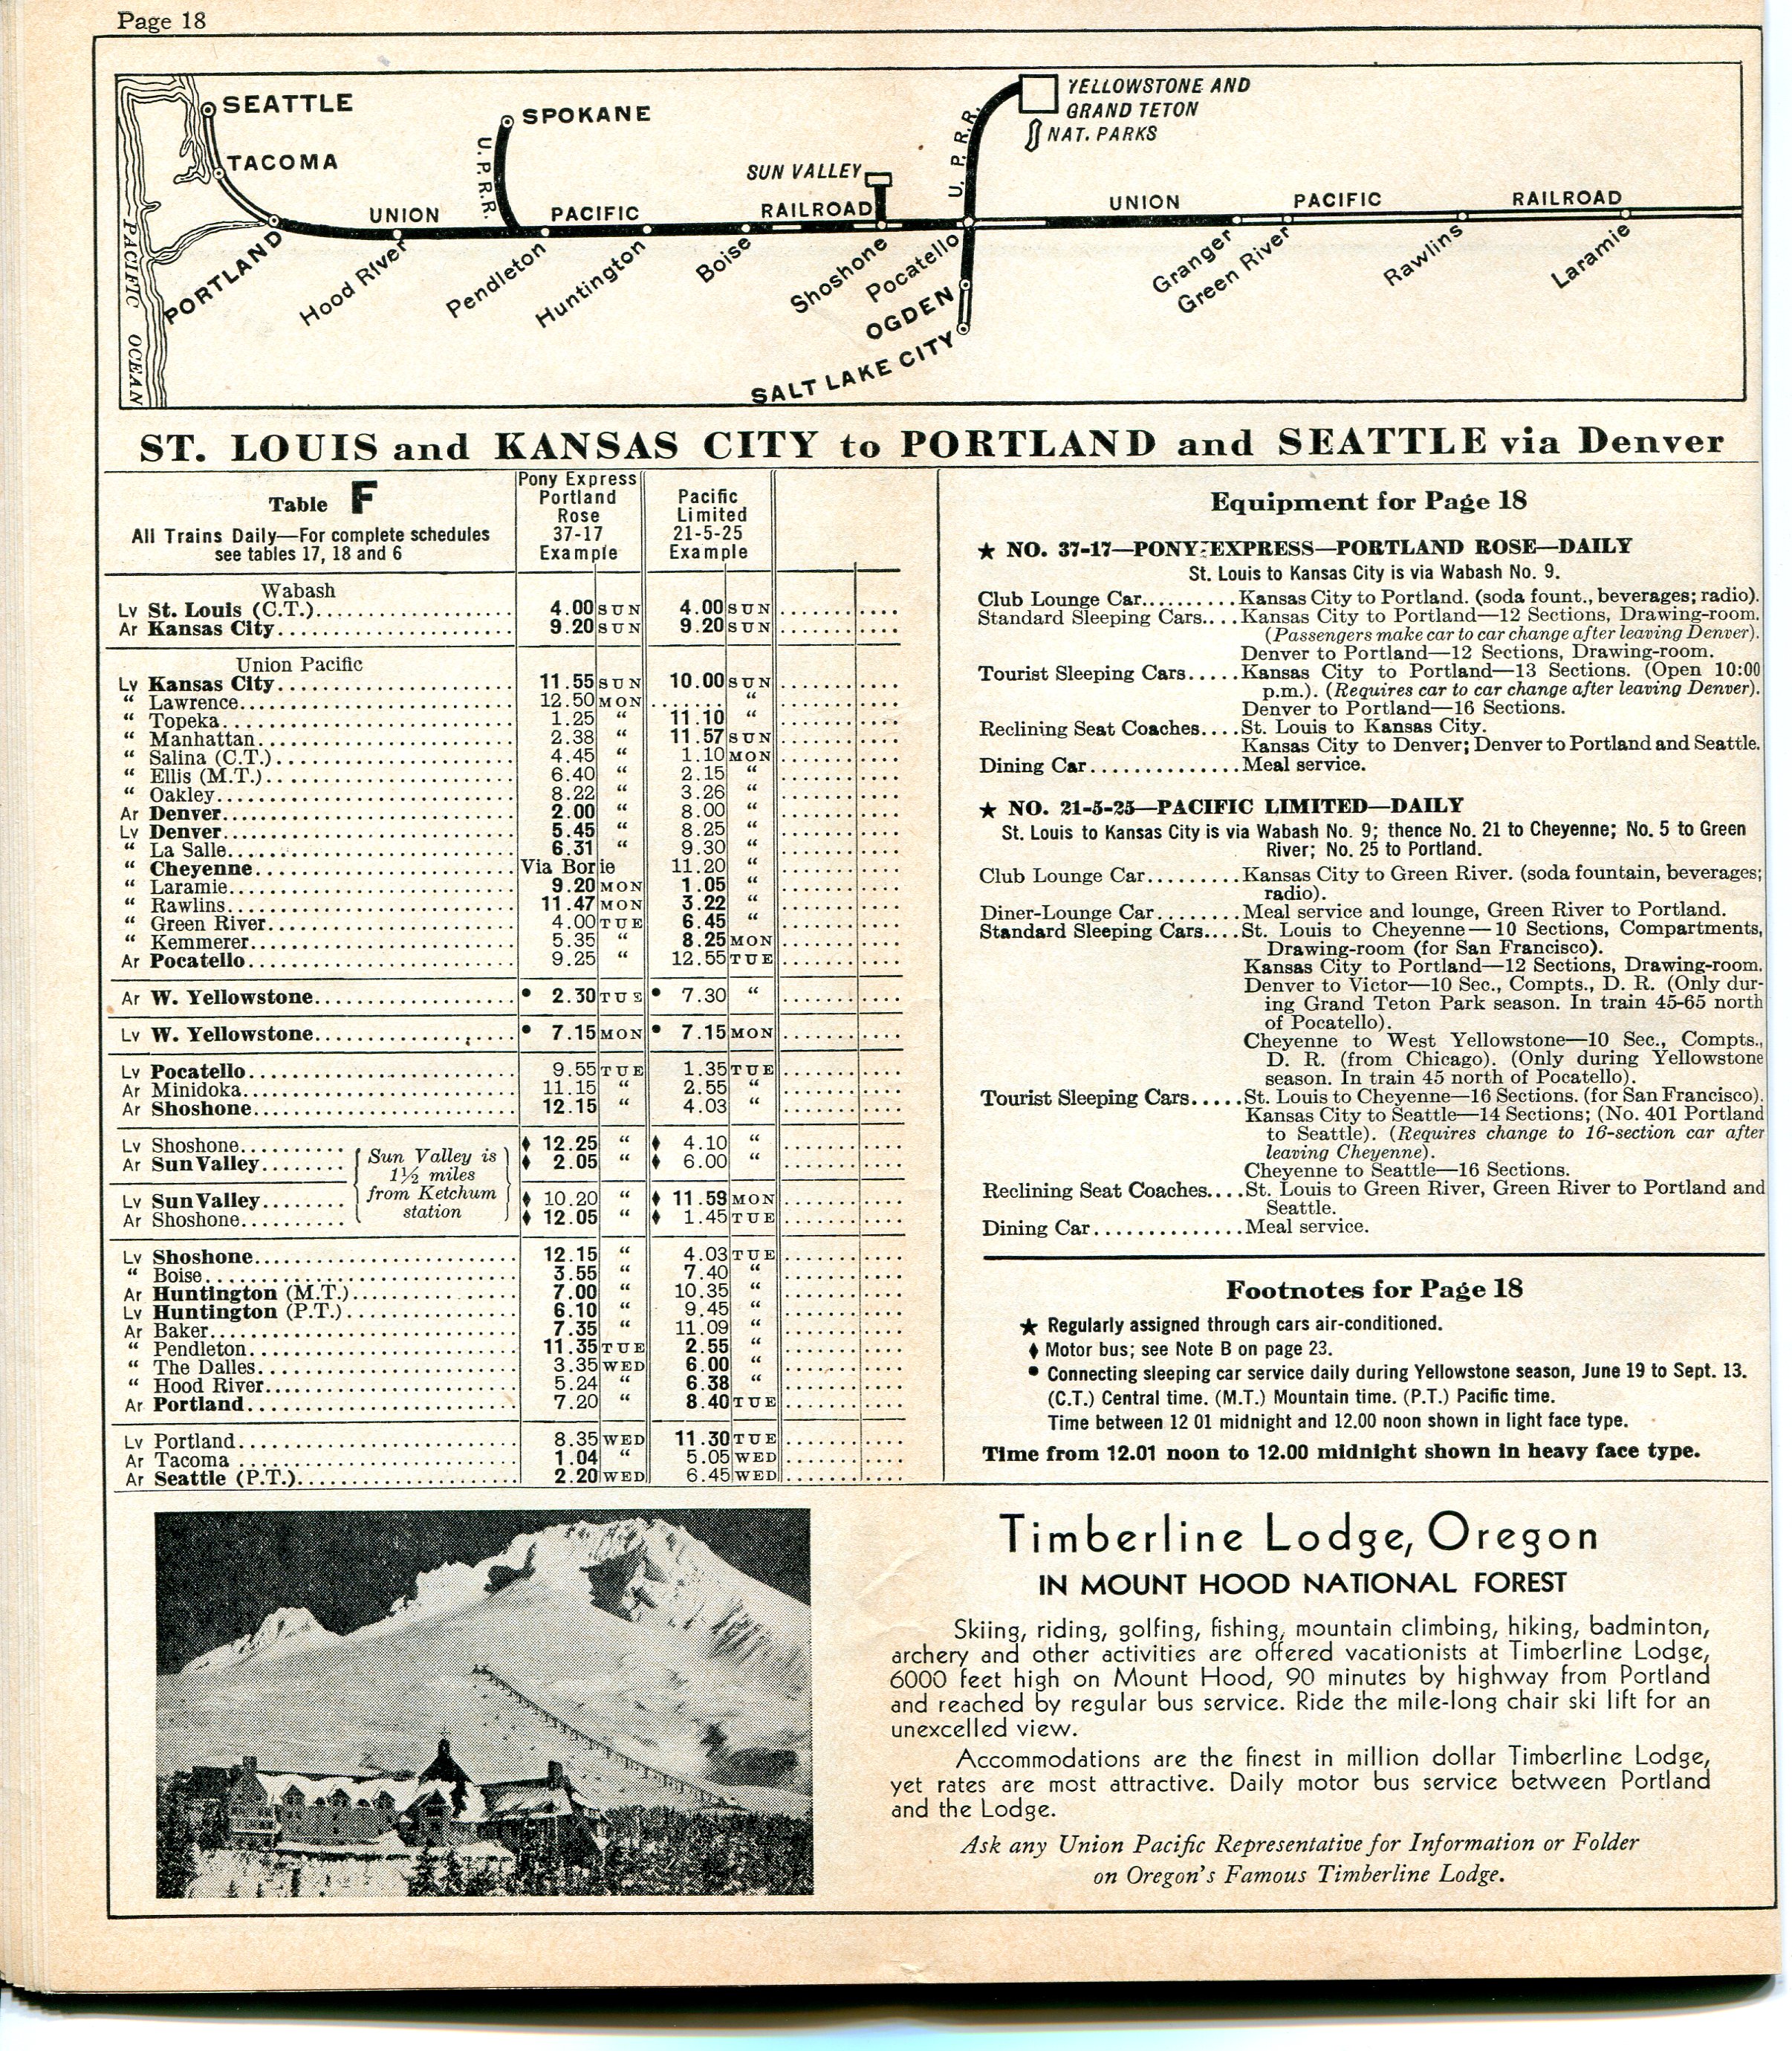 Page 18
SEATTLE
TACOMA
SPOKANE
U.P.R.R.
YELLOWSTONE AND
GRAND TETON
NAT. PARKS
U.P.R.R.
SUN VALLEY
UNION PACIFIC RAILROAD UNION PACIFIC RAILROAD
PORTLAND
Hood River
Pendleton
Huntington
Boise
Shoshone
Pocatello
OGDEN
SALT LAKE CITY
Granger
Green River
Rawlins
Laramie
PACIFIC OCEAN
ST. LOUIS and KANSAS CITY to PORTLAND and SEATTLE via Denver
Table F
All Trains Daily—For complete schedules
see tables 17, 18 and 6
Pony Express
Portland
Rose
37-17
Example
Pacific
Limited
21-5-25
Example
Wabash
Lv St. Louis (C.T.) 4.00 SUN 4.00 SUN
Ar Kansas City 9.20 SUN 9.20 SUN
Union Pacific
Lv Kansas City 11.55 SUN 10.00 SUN
“ Lawrence 12.50 MON ........
“ Topeka 1.25 “ 11.10 “
“ Manhattan 2.38 “ 11.57 SUN
“ Salina (C.T.) 4.45 “ 1.10 MON
“ Ellis (M.T.) 6.40 “ 2.15 “
“ Oakley 8.22 “ 3.26 “
Ar Denver 2.00 “ 8.00 “
Lv Denver 5.45 “ 8.25 “
“ La Salle 6.31 “ 9.30 “
“ Cheyenne Via Borie 11.20 “
“ Laramie 9.20 MON 1.05 “
“ Rawlins 11.47 MON 3.22 “
“ Green River 4.00 TUE 6.45 “
“ Kemmerer 5.35 “ 8.25 MON
Ar Pocatello 9.25 “ 12.55 TUE
Ar W. Yellowstone • 2.30 TUE • 7.30 “
Lv W. Yellowstone • 7.15 MON • 7.15 MON
Lv Pocatello 9.55 TUE 1.35 TUE
Ar Minidoka 11.15 “ 2.55 “
Ar Shoshone 12.15 “ 4.03 “
Lv Shoshone ♦ 12.25 “ ♦ 4.10 “
Ar Sun Valley ♦ 2.05 “ ♦ 6.00 “
Lv Sun Valley ♦ 10.20 “ ♦ 11.59 MON
Ar Shoshone ♦ 12.05 “ ♦ 1.45 TUE
Sun Valley is
1½ miles
from Ketchum
station
Lv Shoshone 12.15 “ 4.03 TUE
“ Boise 3.55 “ 7.40 “
Ar Huntington (M.T.) 7.00 “ 10.35 “
Lv Huntington (P.T.) 6.10 “ 9.45 “
Ar Baker 7.35 “ 11.09 “
“ Pendleton 11.35 TUE 2.55 “
“ The Dalles 3.35 WED 6.00 “
“ Hood River 5.24 “ 6.38 “
Ar Portland 7.20 “ 8.40 TUE
Lv Portland 8.35 WED 11.30 TUE
Ar Tacoma 1.04 “ 5.05 WED
Ar Seattle (P.T.) 2.20 WED 6.45 WED
Equipment for Page 18
★ NO. 37-17—PONY EXPRESS—PORTLAND ROSE—DAILY
St. Louis to Kansas City is via Wabash No. 9.
Club Lounge Car..........Kansas City to Portland. (soda fount., beverages; radio).
Standard Sleeping Cars....Kansas City to Portland—12 Sections, Drawing-room.
(Passengers make car to car change after leaving Denver).
Denver to Portland—12 Sections, Drawing-room.
Tourist Sleeping Cars.....Kansas City to Portland—13 Sections. (Open 10:00
p.m.). (Requires car to car change after leaving Denver).
Denver to Portland—16 Sections.
Reclining Seat Coaches....St. Louis to Kansas City.
Kansas City to Denver; Denver to Portland and Seattle.
Dining Car..............Meal service.
★ NO. 21-5-25—PACIFIC LIMITED—DAILY
St. Louis to Kansas City is via Wabash No. 9; thence No. 21 to Cheyenne; No. 5 to Green
River; No. 25 to Portland.
Club Lounge Car.........Kansas City to Green River. (soda fountain, beverages;
radio).
Diner-Lounge Car........Meal service and lounge, Green River to Portland.
Standard Sleeping Cars....St. Louis to Cheyenne—10 Sections, Compartments,
Drawing-room (for San Francisco).
Kansas City to Portland—12 Sections, Drawing-room.
Denver to Victor—10 Sec., Compts., D. R. (Only dur-
ing Grand Teton Park season. In train 45-65 north
of Pocatello).
Cheyenne to West Yellowstone—10 Sec., Compts.,
D. R. (from Chicago). (Only during Yellowstone
season. In train 45 north of Pocatello).
Tourist Sleeping Cars.....St. Louis to Cheyenne—16 Sections. (for San Francisco).
Kansas City to Seattle—14 Sections; (No. 401 Portland
to Seattle). (Requires change to 16-section car after
leaving Cheyenne).
Cheyenne to Seattle—16 Sections.
Reclining Seat Coaches....St. Louis to Green River, Green River to Portland and
Seattle.
Dining Car..............Meal service.
Footnotes for Page 18
★ Regularly assigned through cars air-conditioned.
♦ Motor bus; see Note B on page 23.
• Connecting sleeping car service daily during Yellowstone season, June 19 to Sept. 13.
(C.T.) Central time. (M.T.) Mountain time. (P.T.) Pacific time.
Time between 12 01 midnight and 12.00 noon shown in light face type.
Time from 12.01 noon to 12.00 midnight shown in heavy face type.
Timberline Lodge, Oregon
IN MOUNT HOOD NATIONAL FOREST
Skiing, riding, golfing, fishing, mountain climbing, hiking, badminton,
archery and other activities are offered vacationists at Timberline Lodge,
6000 feet high on Mount Hood, 90 minutes by highway from Portland
and reached by regular bus service. Ride the mile-long chair ski lift for an
unexcelled view.
Accommodations are the finest in million dollar Timberline Lodge,
yet rates are most attractive. Daily motor bus service between Portland
and the Lodge.
Ask any Union Pacific Representative for Information or Folder
on Oregon's Famous Timberline Lodge.